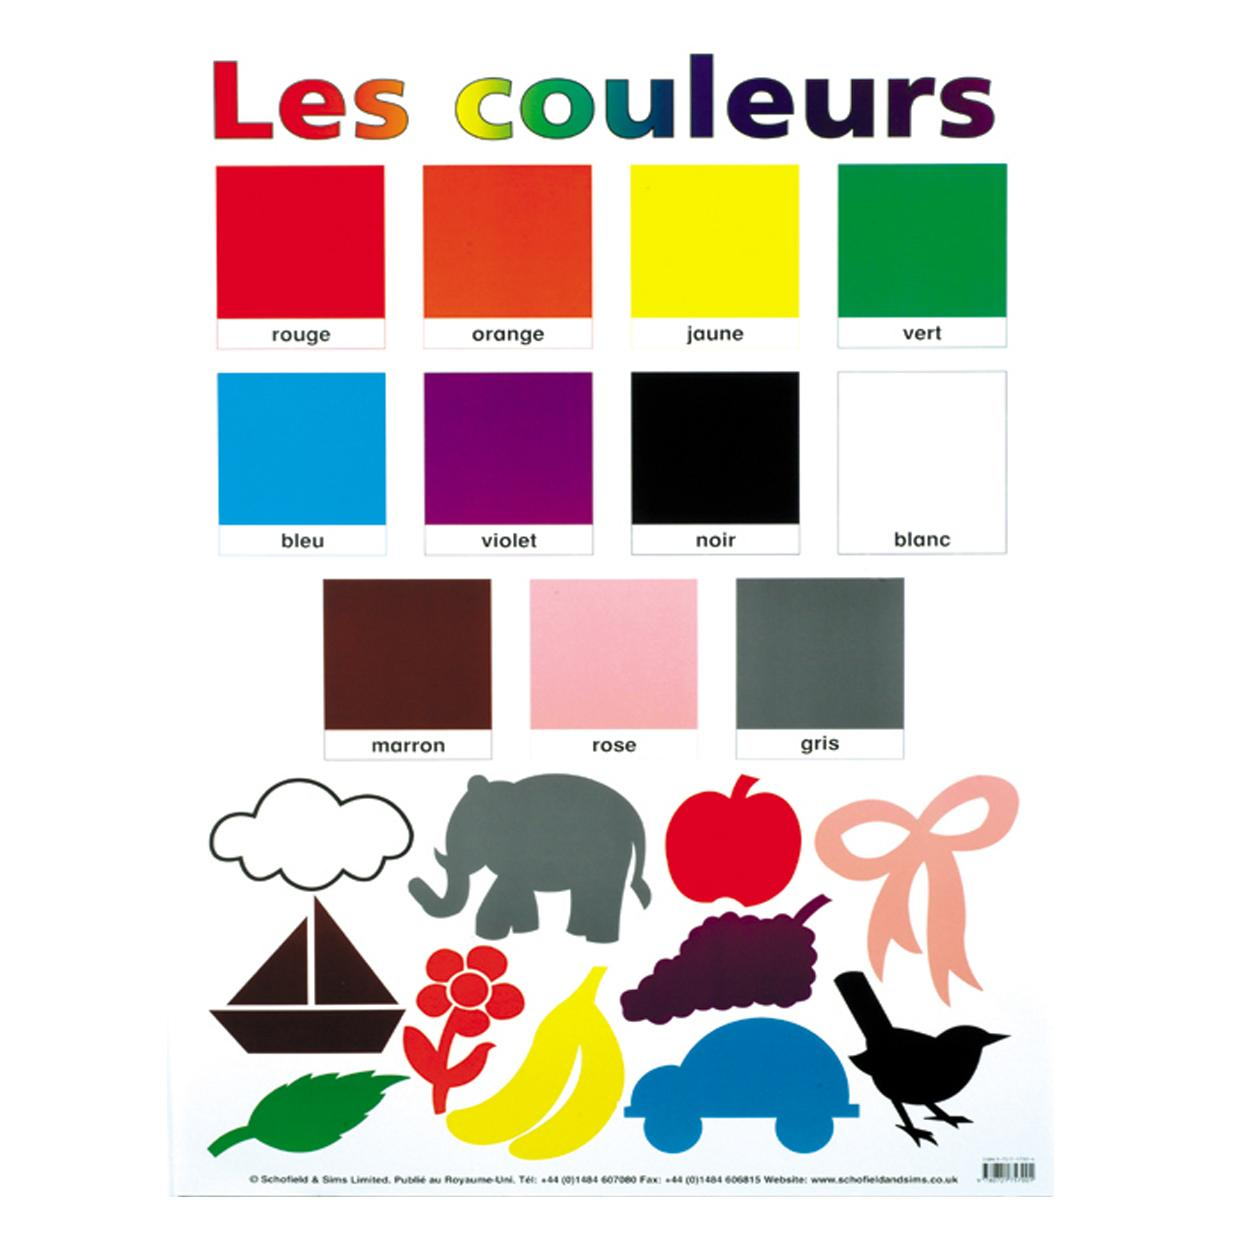 Les couleurs
rouge orange jaune vert
bleu violet noir blanc
marron rose gris
© Schofield & Sims Limited. Publié au Royaume-Uni. Tél: +44 (0)1484 607080 Fax: +44 (0)1484 606815 Website: www.schofieldandsims.co.uk